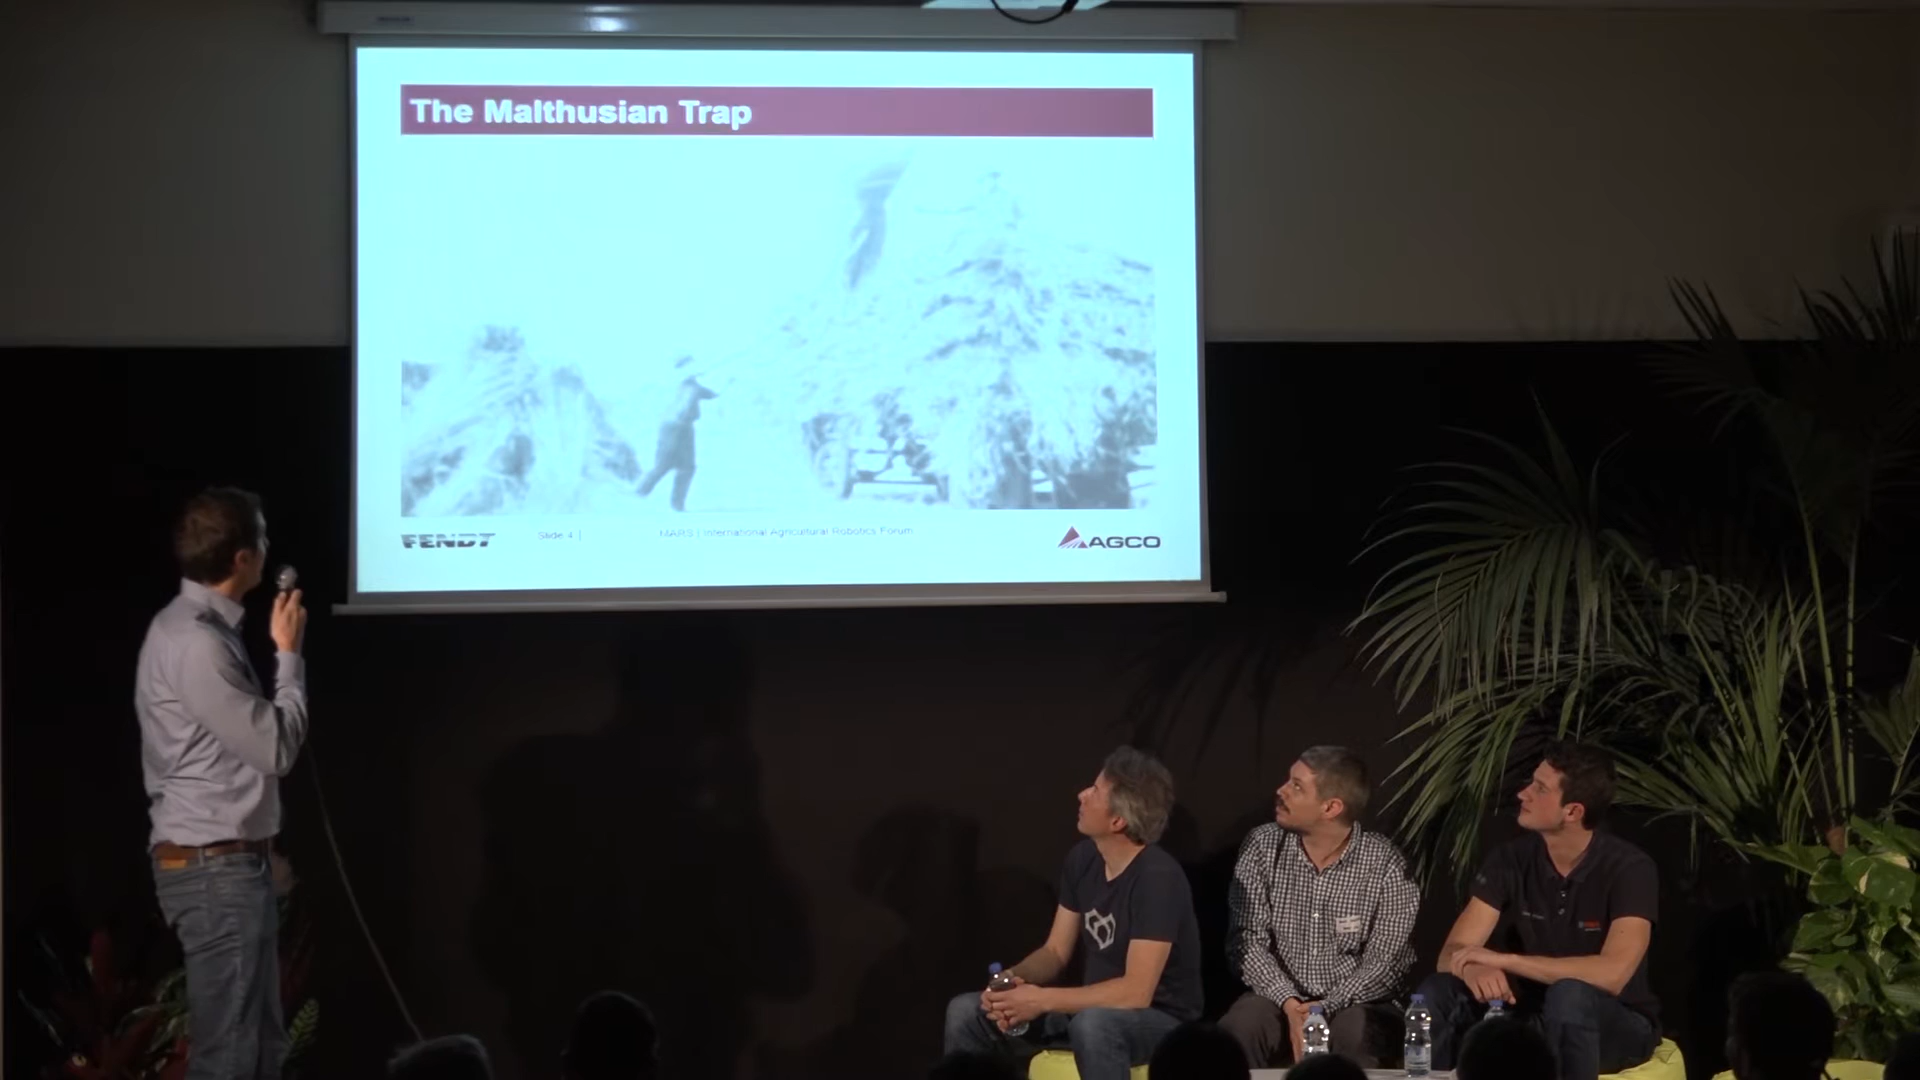 The Malthusian Trap
FENDT
Slide 4 |
MARS | International Agricultural Robotics Forum
AGCO